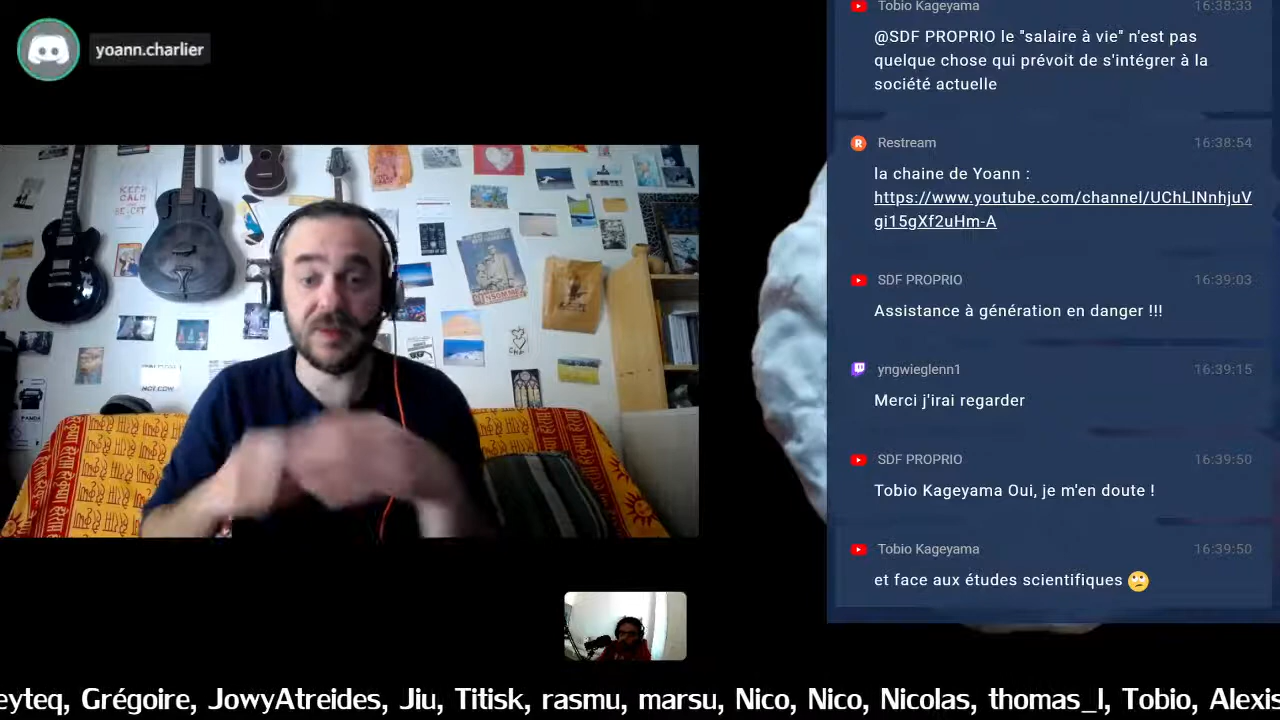 yoann.charlier
Tobio Kageyama 16:38:33
@SDF PROPRIO le "salaire à vie" n'est pas
quelque chose qui prévoit de s'intégrer à la
société actuelle
Restream 16:38:54
la chaine de Yoann :
https://www.youtube.com/channel/UChLlNnhjuV
gi15gXf2uHm-A
SDF PROPRIO 16:39:03
Assistance à génération en danger !!!
yngwieglenn1 16:39:15
Merci j'irai regarder
SDF PROPRIO 16:39:50
Tobio Kageyama Oui, je m'en doute !
Tobio Kageyama 16:39:50
et face aux études scientifiques 🙄
KEEP
CALM
eyteq, Grégoire, JowyAtreides, Jiu, Titisk, rasmu, marsu, Nico, Nico, Nicolas, thomas_l, Tobio, Alexis